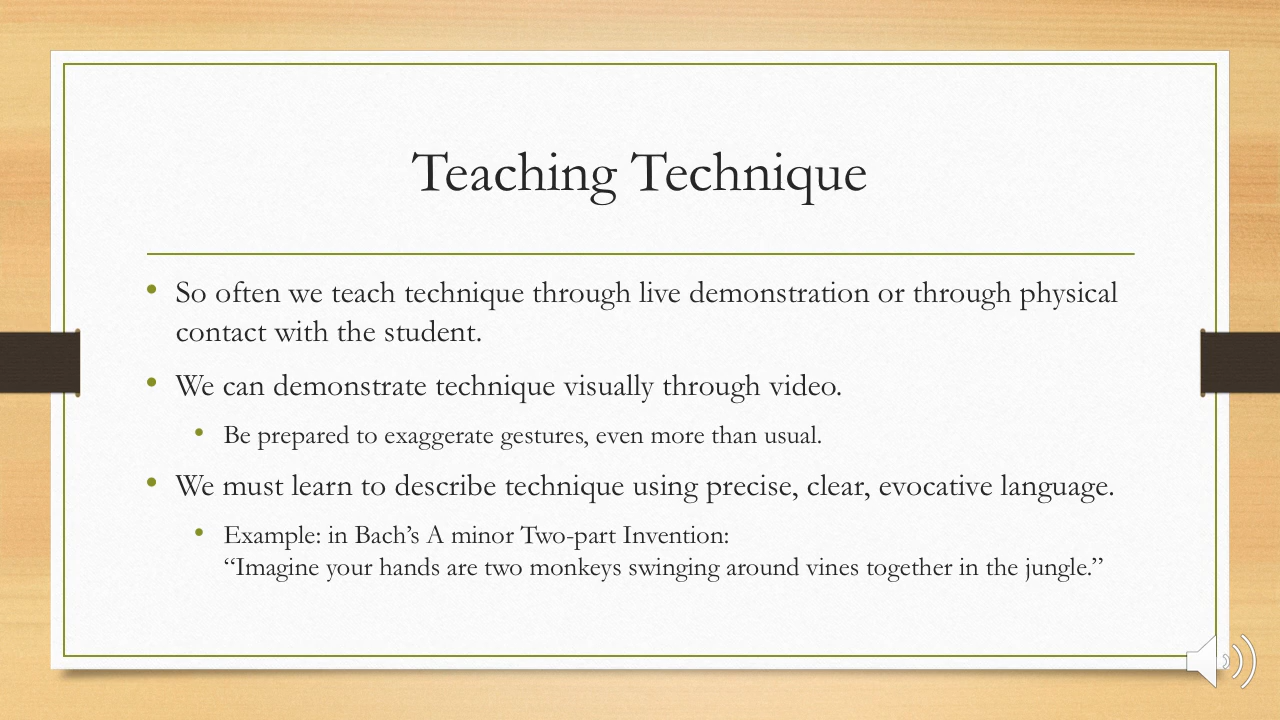 Teaching Technique
• So often we teach technique through live demonstration or through physical
contact with the student.
• We can demonstrate technique visually through video.
• Be prepared to exaggerate gestures, even more than usual.
• We must learn to describe technique using precise, clear, evocative language.
• Example: in Bach’s A minor Two-part Invention:
“Imagine your hands are two monkeys swinging around vines together in the jungle.”